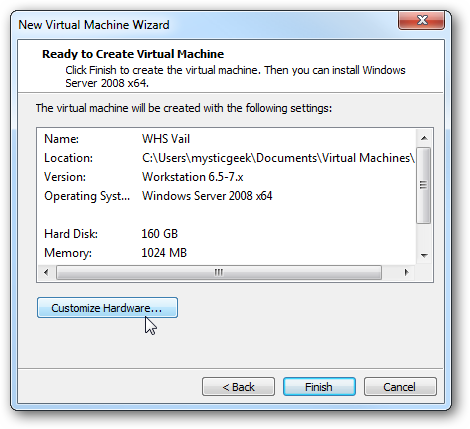 New Virtual Machine Wizard
Ready to Create Virtual Machine
Click Finish to create the virtual machine. Then you can install Windows
Server 2008 x64.
The virtual machine will be created with the following settings:
Name: WHS Vail
Location: C:\Users\mysticgeek\Documents\Virtual Machines\
Version: Workstation 6.5-7.x
Operating Syst... Windows Server 2008 x64
Hard Disk: 160 GB
Memory: 1024 MB
Customize Hardware...
< Back Finish Cancel